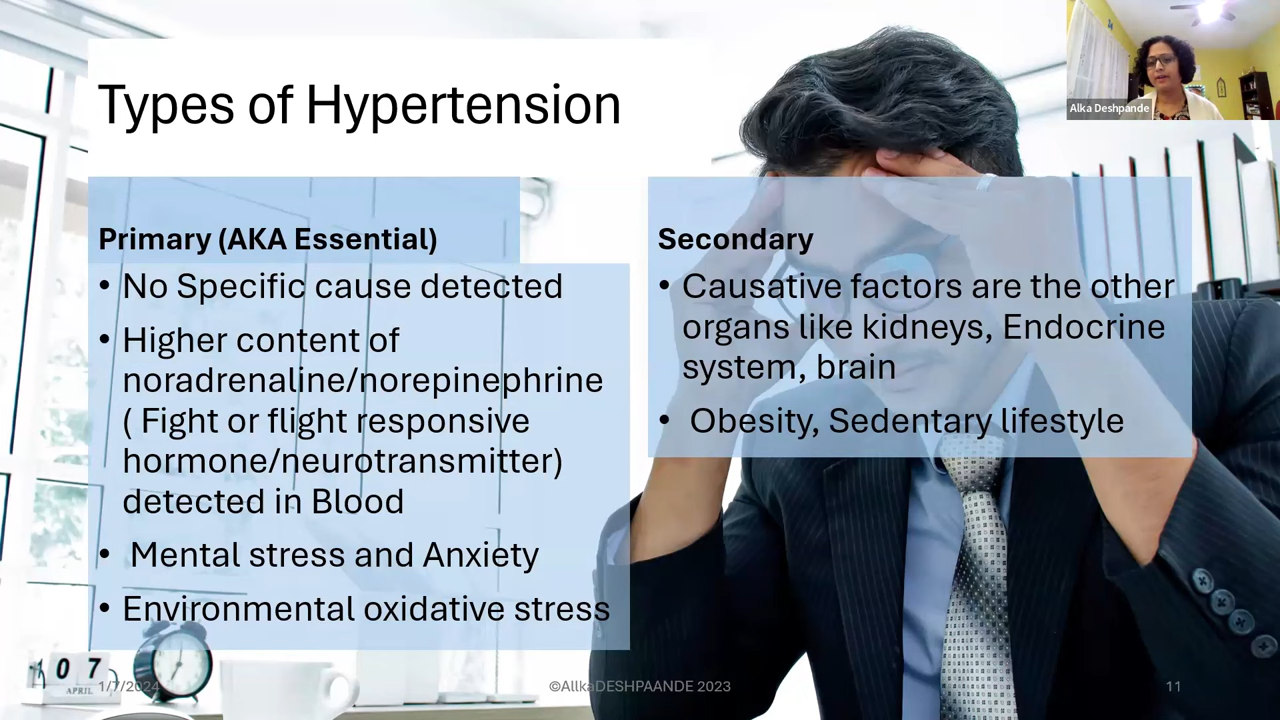 Types of Hypertension
Alka Deshpande
Primary (AKA Essential)
• No Specific cause detected
• Higher content of
noradrenaline/norepinephrine
( Fight or flight responsive
hormone/neurotransmitter)
detected in Blood
• Mental stress and Anxiety
• Environmental oxidative stress
Secondary
• Causative factors are the other
organs like kidneys, Endocrine
system, brain
• Obesity, Sedentary lifestyle
07
APRIL
1/7/2024
©AllkaDESHPAANDE 2023
11